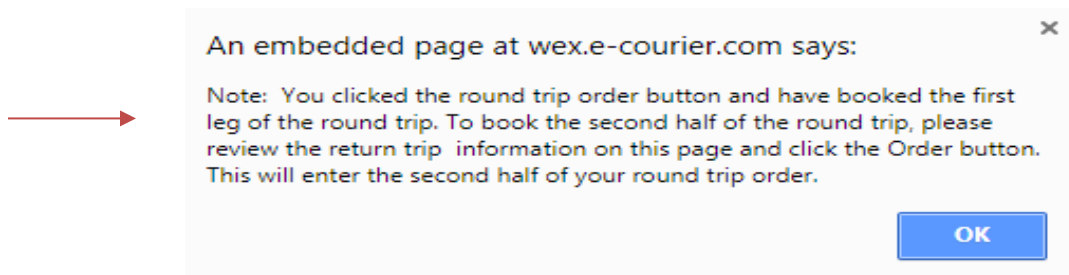 An embedded page at wex.e-courier.com says:
Note:  You clicked the round trip order button and have booked the first
leg of the round trip. To book the second half of the round trip, please
review the return trip  information on this page and click the Order button.
This will enter the second half of your round trip order.
OK